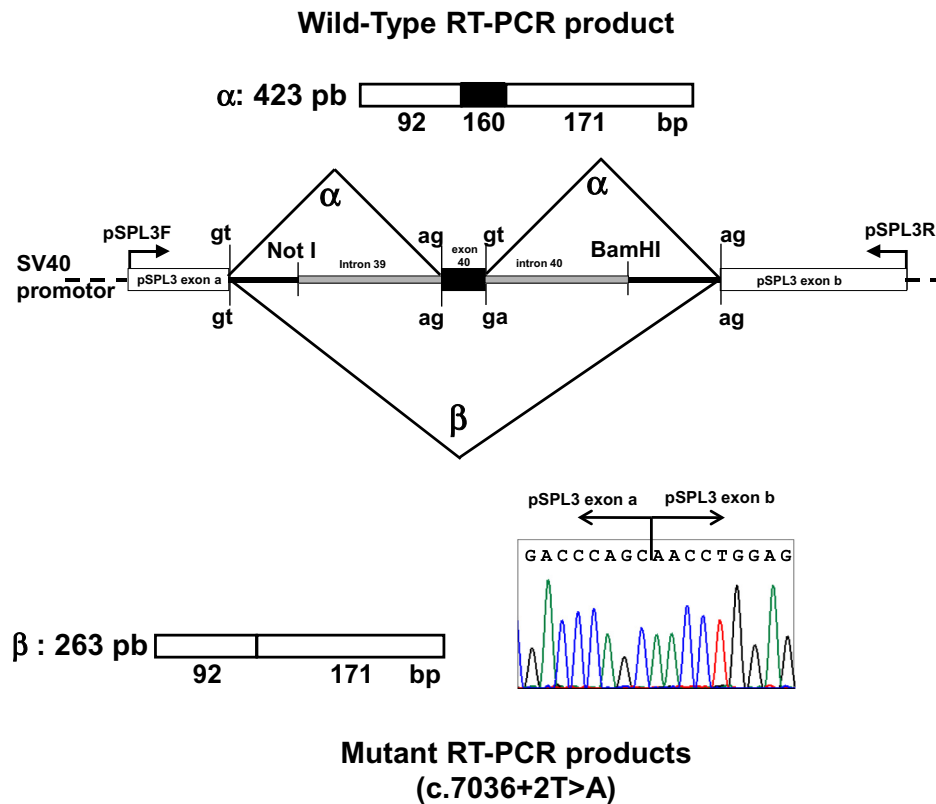 Wild-Type RT-PCR product
α: 423 pb
92 160 171 bp
α α
pSPL3F gt Not I ag exon 40 gt BamHI ag pSPL3R
SV40 promotor
pSPL3 exon a Intron 39 intron 40 pSPL3 exon b
gt ag ga ag
β
pSPL3 exon a pSPL3 exon b
GACCCAGCAACCTGGAG
β : 263 pb
92 171 bp
Mutant RT-PCR products
(c.7036+2T>A)